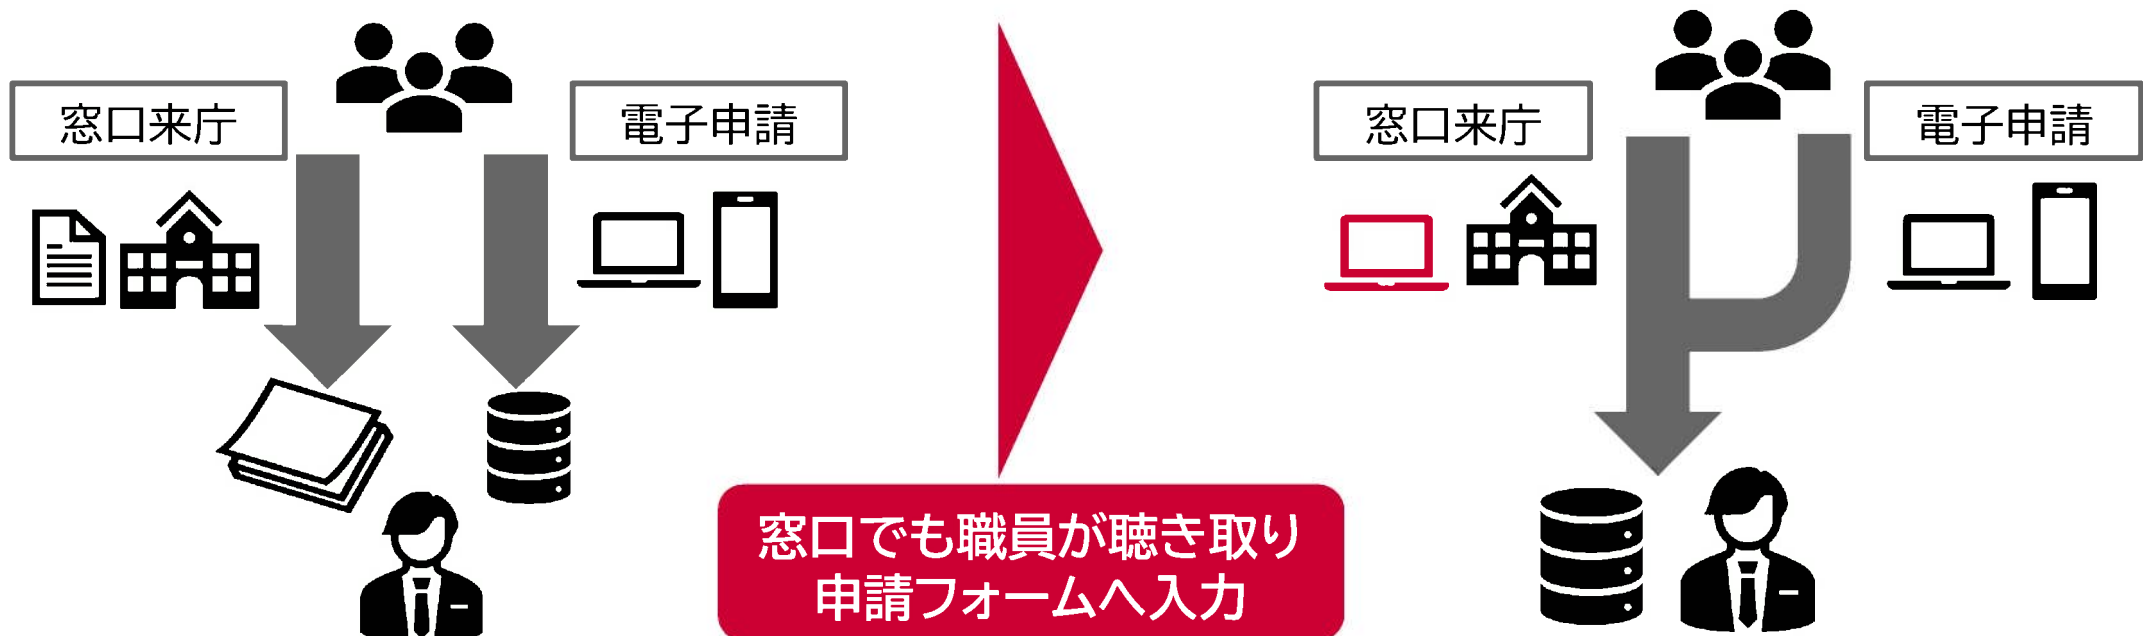 窓口来庁
電子申請
窓口でも職員が聴き取り
申請フォームへ入力
窓口来庁
電子申請